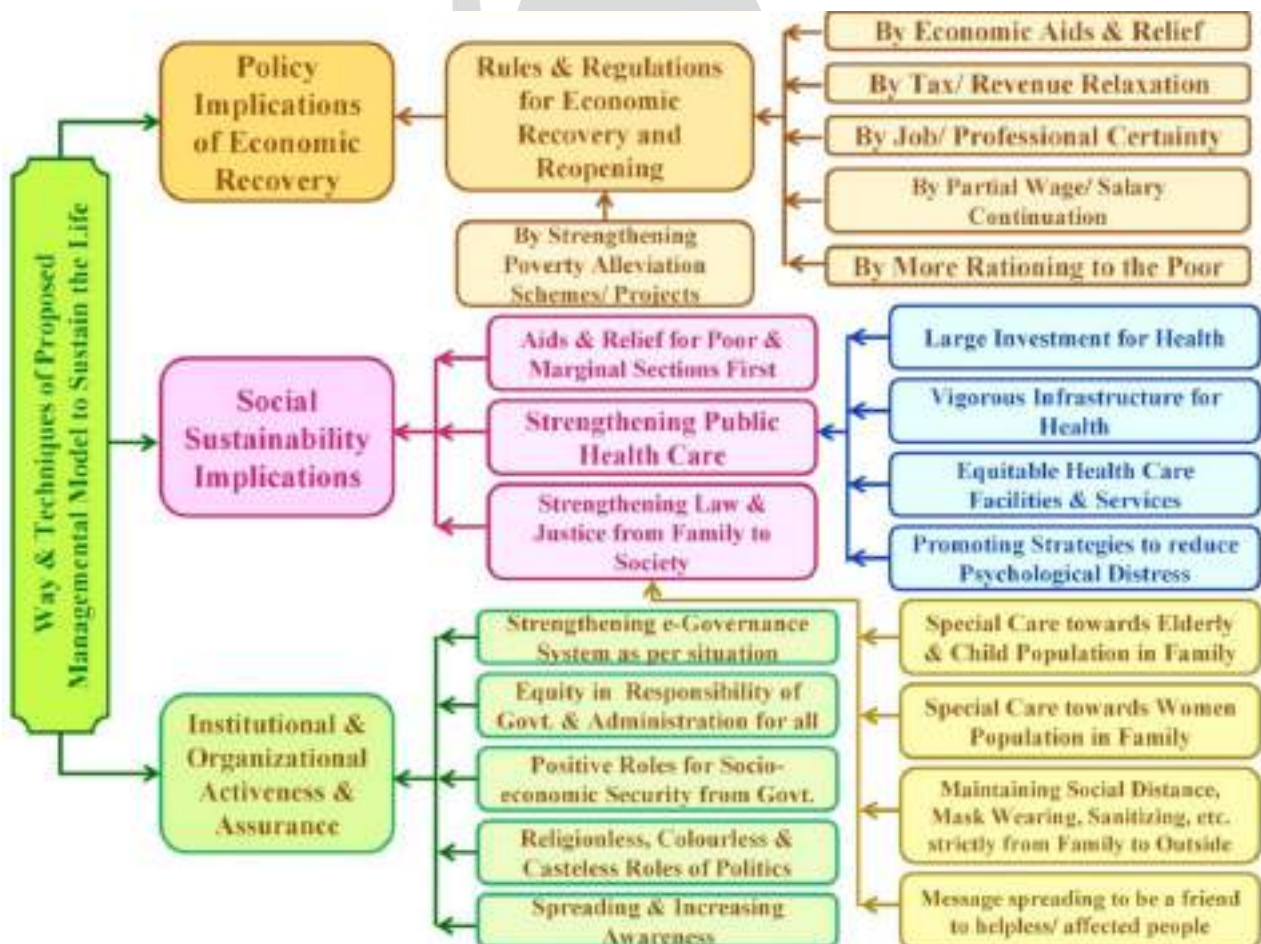 Way & Techniques of Proposed
Managemental Model to Sustain the Life
Policy
Implications
of Economic
Recovery
Rules & Regulations
for Economic
Recovery and
Reopening
By Economic Aids & Relief
By Tax/ Revenue Relaxation
By Job/ Professional Certainty
By Partial Wage/ Salary
Continuation
By More Rationing to the Poor
By Strengthening
Poverty Alleviation
Schemes/ Projects
Social
Sustainability
Implications
Aids & Relief for Poor &
Marginal Sections First
Strengthening Public
Health Care
Strengthening Law &
Justice from Family to
Society
Large Investment for Health
Vigorous Infrastructure for
Health
Equitable Health Care
Facilities & Services
Promoting Strategies to reduce
Psychological Distress
Institutional &
Organizational
Activeness &
Assurance
Strengthening e-Governance
System as per situation
Equity in Responsibility of
Govt. & Administration for all
Positive Roles for Socio-
economic Security from Govt.
Religionless, Colourless &
Casteless Roles of Politics
Spreading & Increasing
Awareness
Special Care towards Elderly
& Child Population in Family
Special Care towards Women
Population in Family
Maintaining Social Distance,
Mask Wearing, Sanitizing, etc.
strictly from Family to Outside
Message spreading to be a friend
to helpless/ affected people